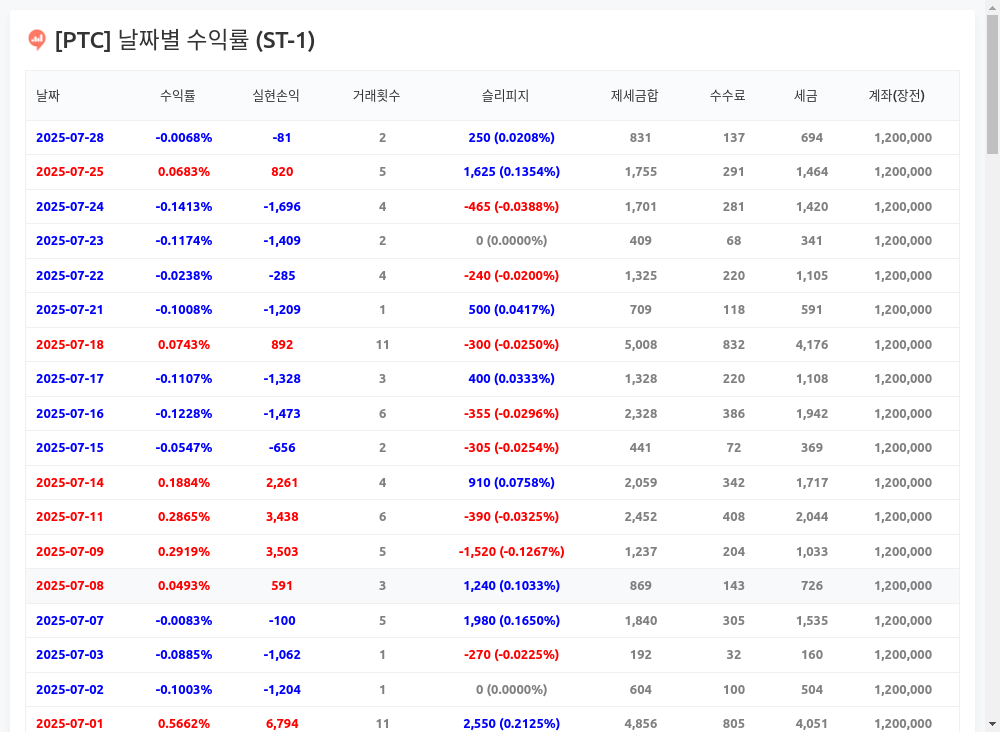 [PTC] 날짜별 수익률 (ST-1)
날짜 수익률 실현손익 거래횟수 슬리피지 제세금합 수수료 세금 계좌(장전)
2025-07-28 -0.0068% -81 2 250 (0.0208%) 831 137 694 1,200,000
2025-07-25 0.0683% 820 5 1,625 (0.1354%) 1,755 291 1,464 1,200,000
2025-07-24 -0.1413% -1,696 4 -465 (-0.0388%) 1,701 281 1,420 1,200,000
2025-07-23 -0.1174% -1,409 2 0 (0.0000%) 409 68 341 1,200,000
2025-07-22 -0.0238% -285 4 -240 (-0.0200%) 1,325 220 1,105 1,200,000
2025-07-21 -0.1008% -1,209 1 500 (0.0417%) 709 118 591 1,200,000
2025-07-18 0.0743% 892 11 -300 (-0.0250%) 5,008 832 4,176 1,200,000
2025-07-17 -0.1107% -1,328 3 400 (0.0333%) 1,328 220 1,108 1,200,000
2025-07-16 -0.1228% -1,473 6 -355 (-0.0296%) 2,328 386 1,942 1,200,000
2025-07-15 -0.0547% -656 2 -305 (-0.0254%) 441 72 369 1,200,000
2025-07-14 0.1884% 2,261 4 910 (0.0758%) 2,059 342 1,717 1,200,000
2025-07-11 0.2865% 3,438 6 -390 (-0.0325%) 2,452 408 2,044 1,200,000
2025-07-09 0.2919% 3,503 5 -1,520 (-0.1267%) 1,237 204 1,033 1,200,000
2025-07-08 0.0493% 591 3 1,240 (0.1033%) 869 143 726 1,200,000
2025-07-07 -0.0083% -100 5 1,980 (0.1650%) 1,840 305 1,535 1,200,000
2025-07-03 -0.0885% -1,062 1 -270 (-0.0225%) 192 32 160 1,200,000
2025-07-02 -0.1003% -1,204 1 0 (0.0000%) 604 100 504 1,200,000
2025-07-01 0.5662% 6,794 11 2,550 (0.2125%) 4,856 805 4,051 1,200,000